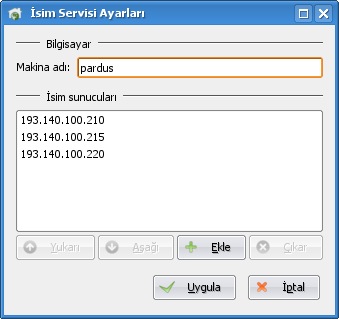 İsim Servisi Ayarları
Bilgisayar
Makina adı: pardus
İsim sunucuları
193.140.100.210
193.140.100.215
193.140.100.220
Yukarı Aşağı Ekle Çıkar
Uygula İptal